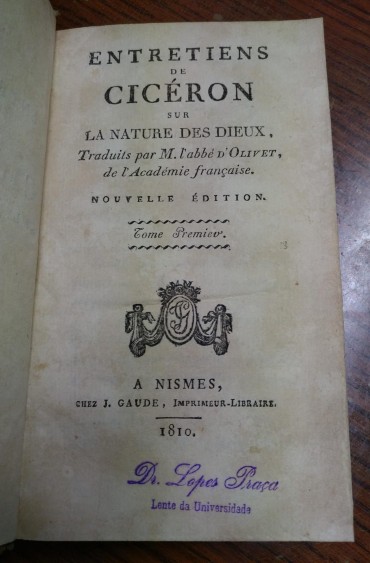 ENTRETIENS
DE
CICÉRON
SUR
LA NATURE DES DIEUX,
Traduits par M. l'abbé D'OLIVET,
de l'Académie française.
NOUVELLE ÉDITION.
Tome Premier.
A NISMES,
CHEZ J. GAUDE, IMPRIMEUR-LIBRAIRE.
1810.
Dr. Lopes Praça
Lente da Universidade